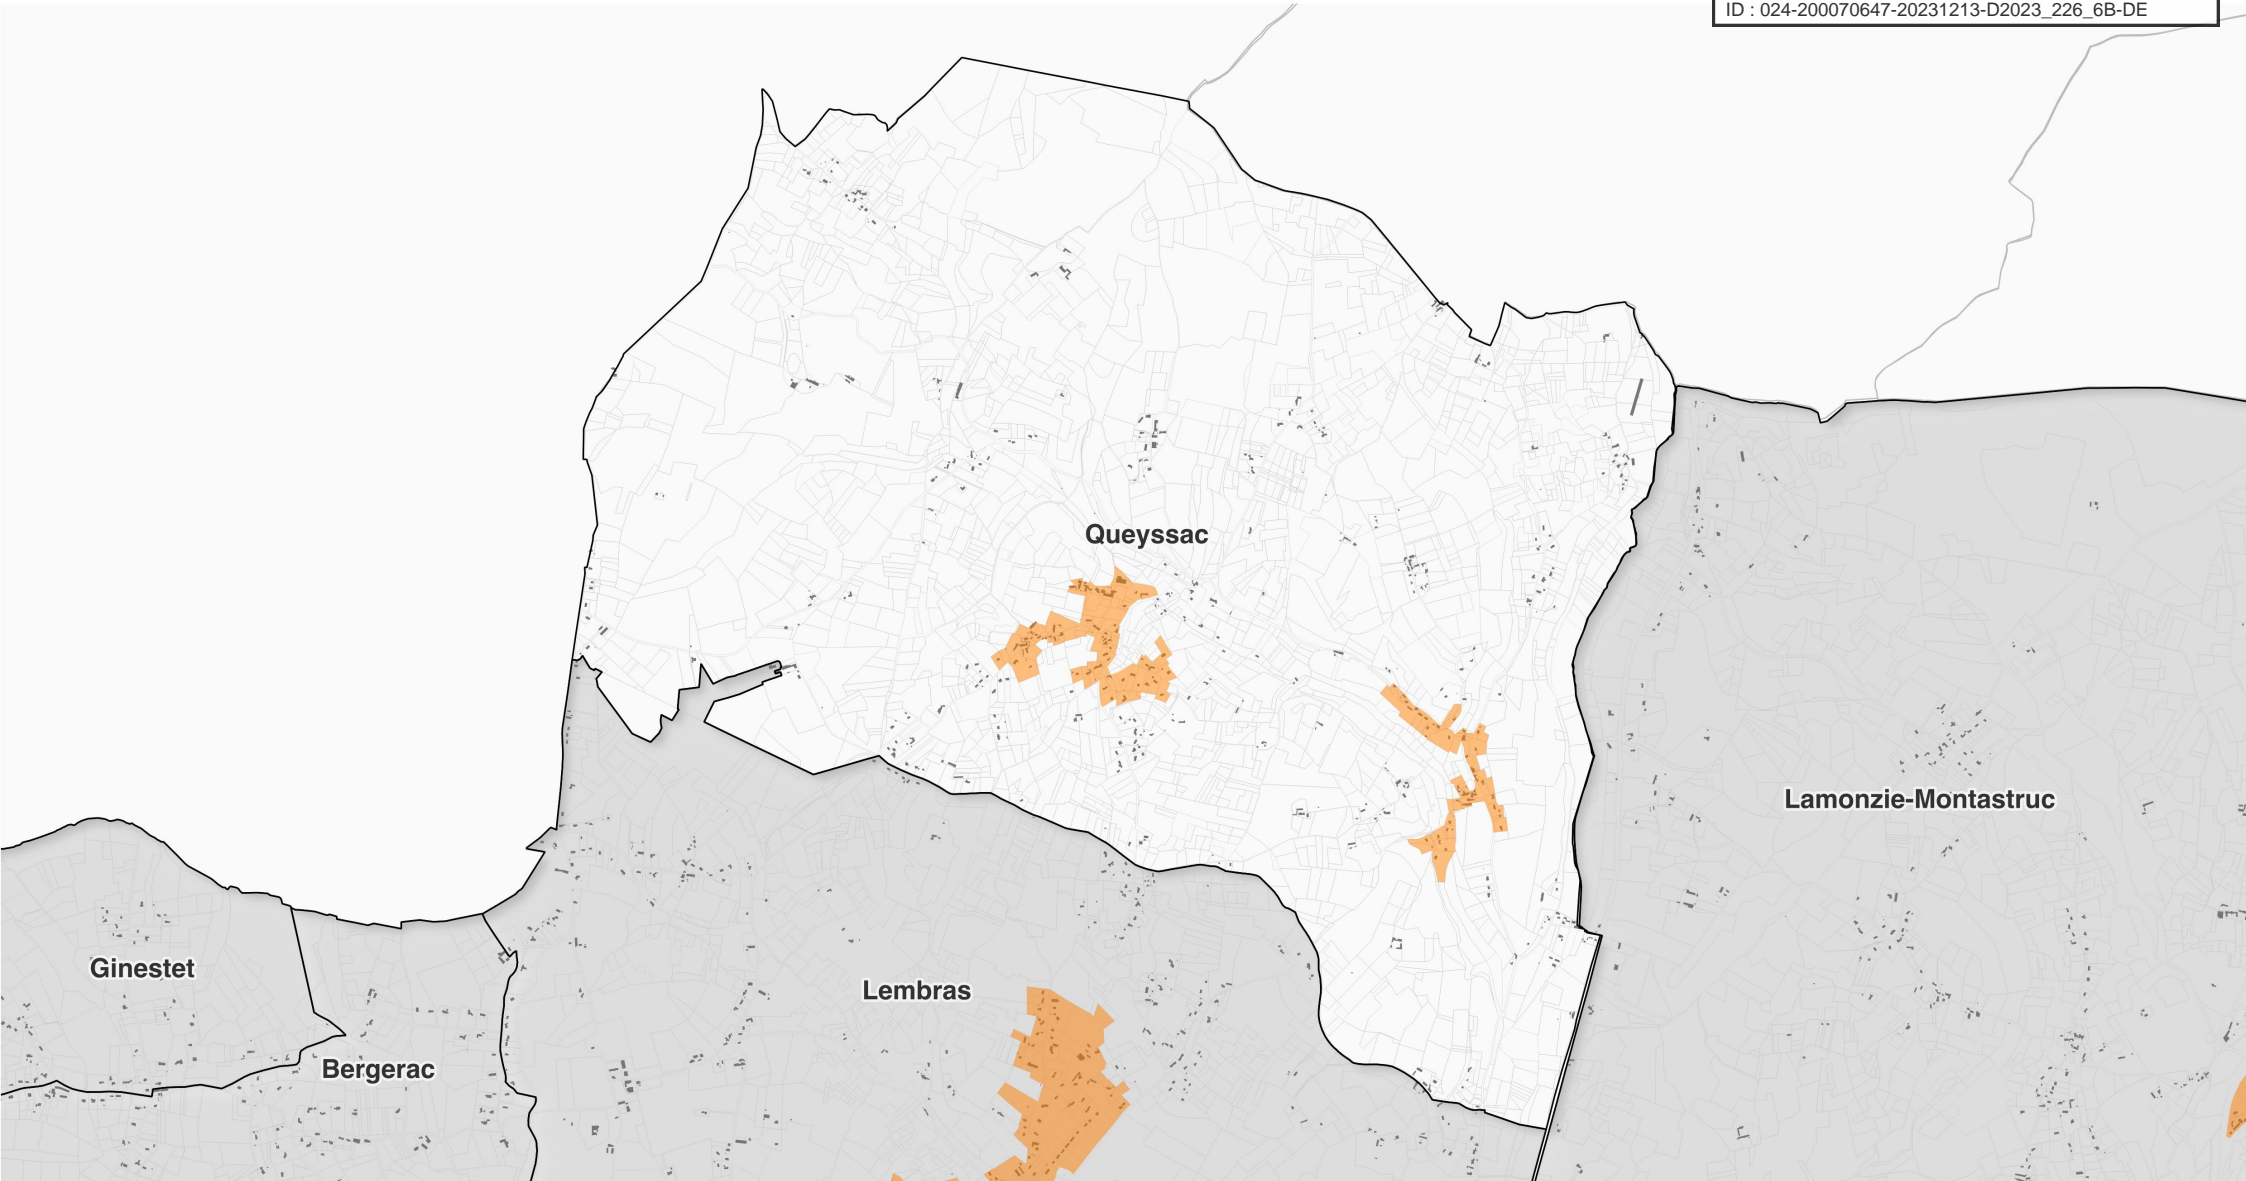 ID : 024-200070647-20231213-D2023_226_6B-DE
Queyssac
Lamonzie-Montastruc
Ginestet
Lembras
Bergerac